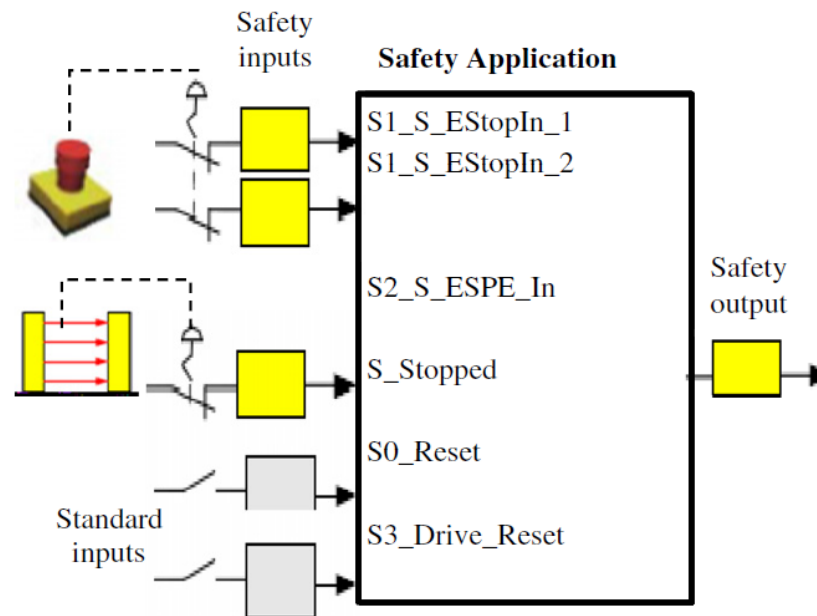 Safety
inputs
Safety Application
S1_S_EStopIn_1
S1_S_EStopIn_2
S2_S_ESPE_In
Safety
output
S_Stopped
S0_Reset
Standard
inputs
S3_Drive_Reset